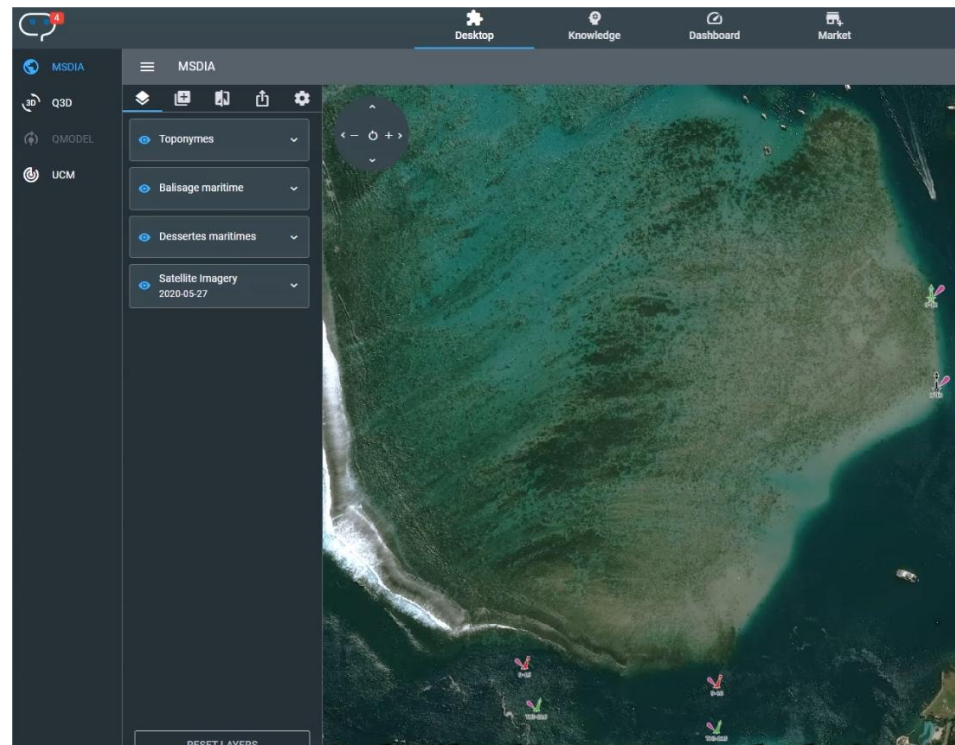 4
Desktop
Knowledge
Dashboard
Market
MSDIA
MSDIA
3D
Q3D
QMODEL
UCM
Toponymes
Balisage maritime
Dessertes maritimes
Satellite Imagery
2020-05-27
RESET LAYERS